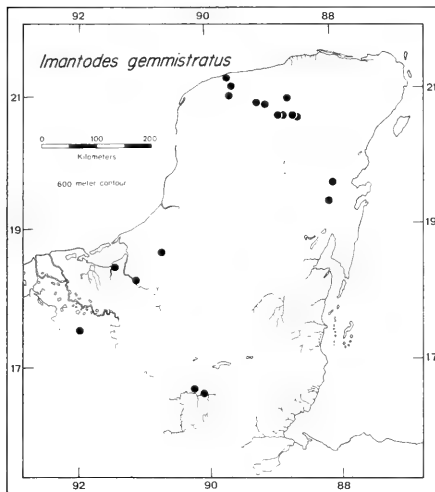 92 90 88
Imantodes gemmistratus
21 21
0 100 200
Kilometers
600 meter contour
19 19
17 17
92 90 88